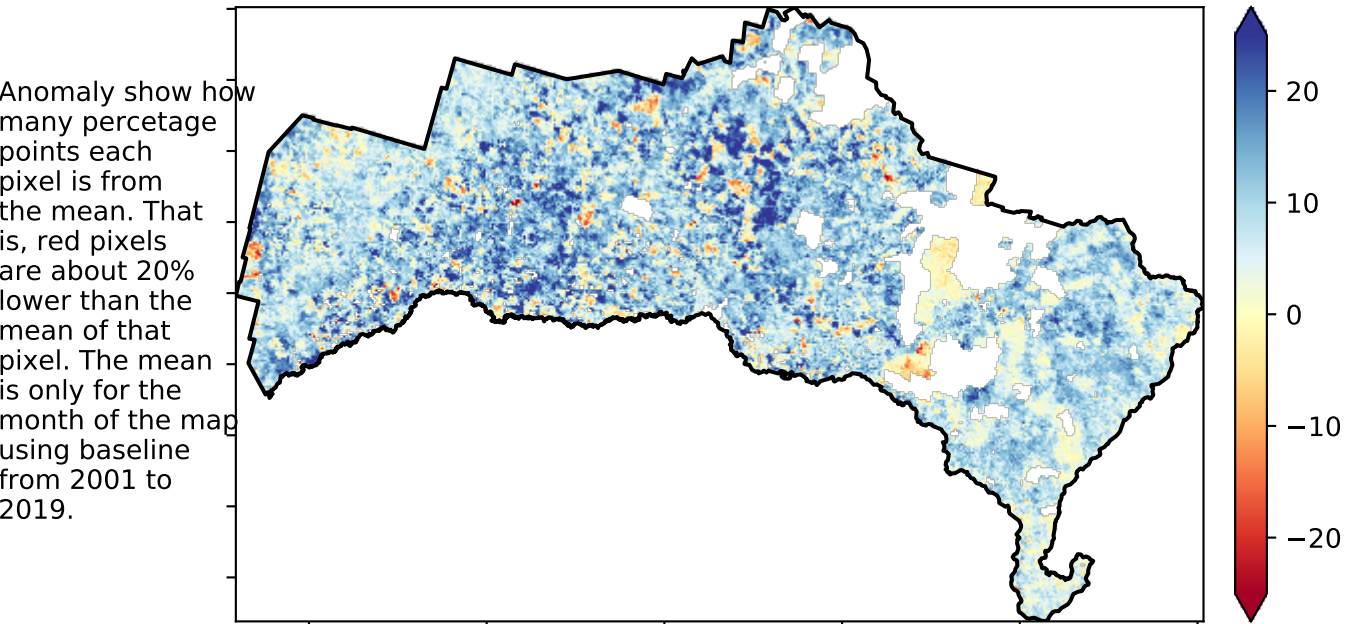 Anomaly show how
many percetage
points each
pixel is from
the mean. That
is, red pixels
are about 20%
lower than the
mean of that
pixel. The mean
is only for the
month of the map
using baseline
from 2001 to
2019.
20
10
0
−10
−20